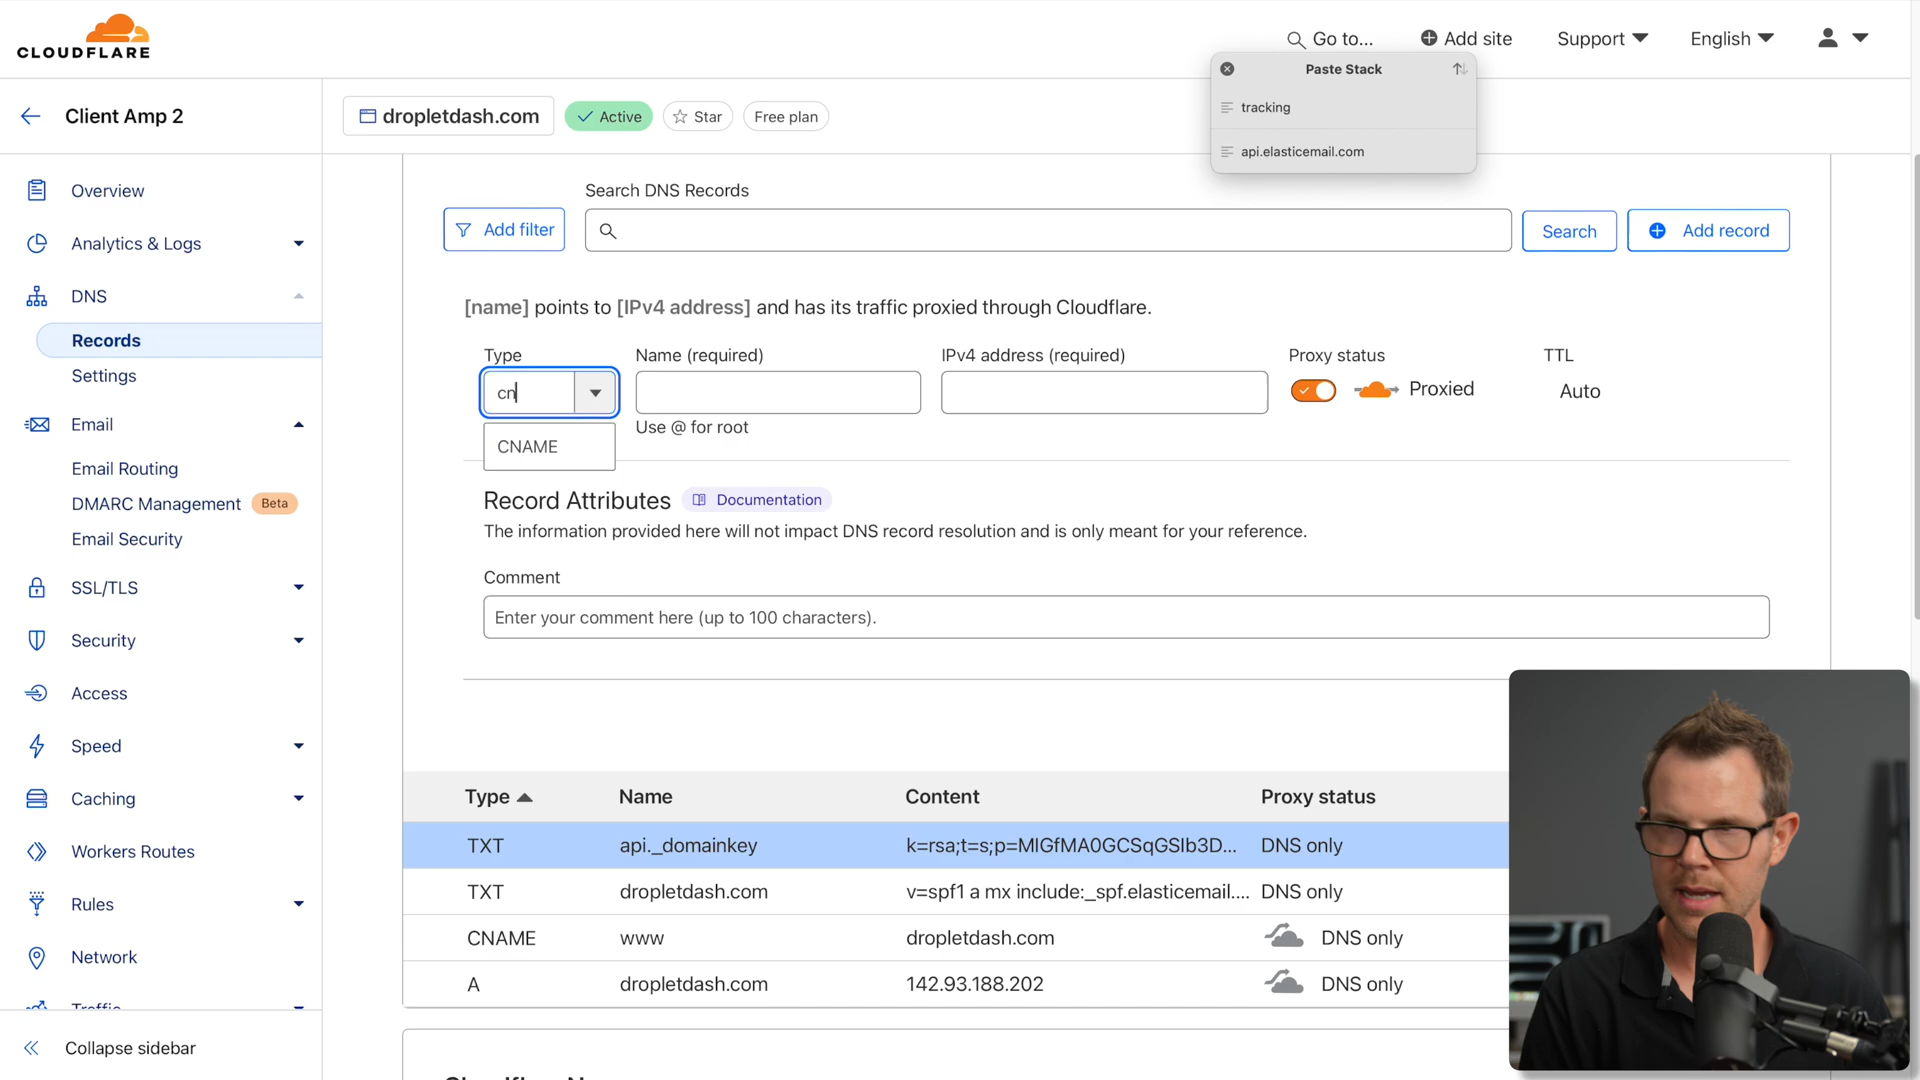 CLOUDFLARE
Go to...
Add site
Support
English
Paste Stack
tracking
api.elasticemail.com
Client Amp 2
dropletdash.com
Active
Star
Free plan
Overview
Analytics & Logs
DNS
Records
Settings
Email
Email Routing
DMARC Management Beta
Email Security
SSL/TLS
Security
Access
Speed
Caching
Workers Routes
Rules
Network
Traffic
Collapse sidebar
Search DNS Records
Add filter
Search
Add record
[name] points to [IPv4 address] and has its traffic proxied through Cloudflare.
Type
Name (required)
IPv4 address (required)
Proxy status
TTL
cn
Proxied
Auto
CNAME
Use @ for root
Record Attributes
Documentation
The information provided here will not impact DNS record resolution and is only meant for your reference.
Comment
Enter your comment here (up to 100 characters).
Type Name Content Proxy status
TXT api._domainkey k=rsa;t=s;p=MIGfMA0GCSqGSIb3D... DNS only
TXT dropletdash.com v=spf1 a mx include:_spf.elasticemail.... DNS only
CNAME www dropletdash.com DNS only
A dropletdash.com 142.93.188.202 DNS only